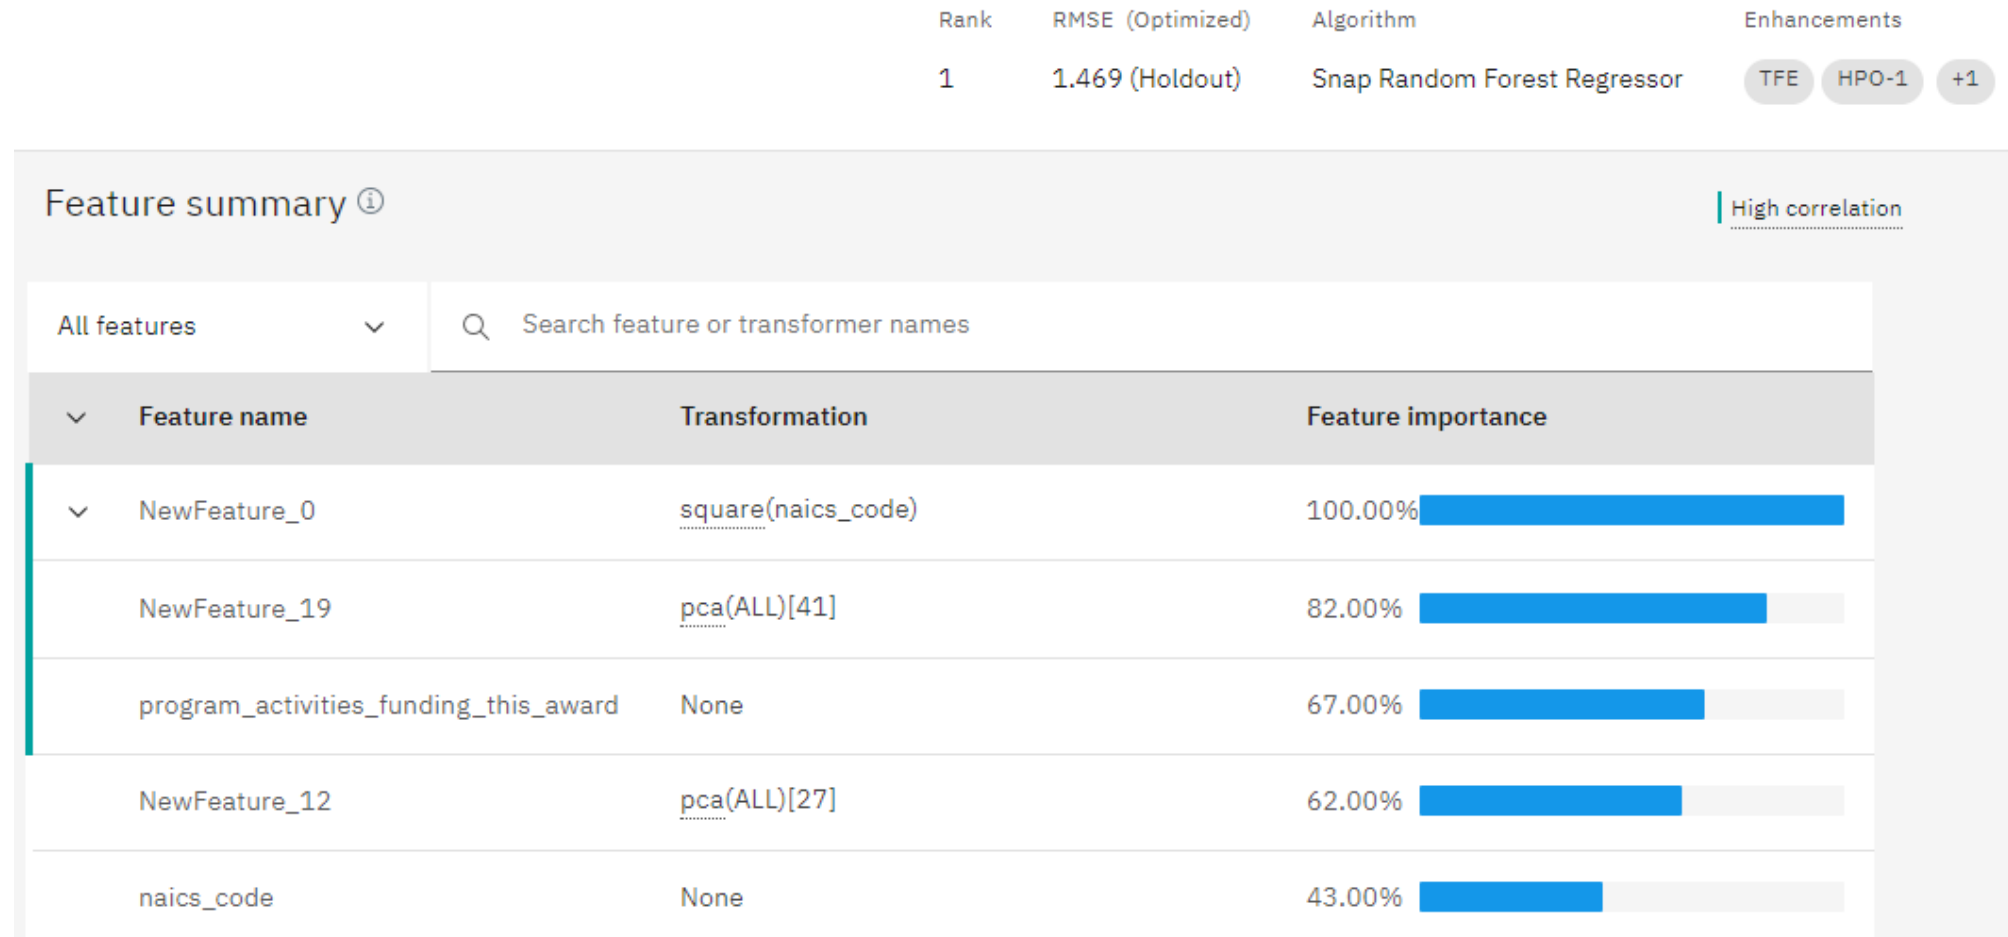 Rank RMSE (Optimized) Algorithm Enhancements
1 1.469 (Holdout) Snap Random Forest Regressor TFE HPO-1 +1
Feature summary
High correlation
All features Search feature or transformer names
Feature name Transformation Feature importance
NewFeature_0 square(naics_code) 100.00%
NewFeature_19 pca(ALL)[41] 82.00%
program_activities_funding_this_award None 67.00%
NewFeature_12 pca(ALL)[27] 62.00%
naics_code None 43.00%